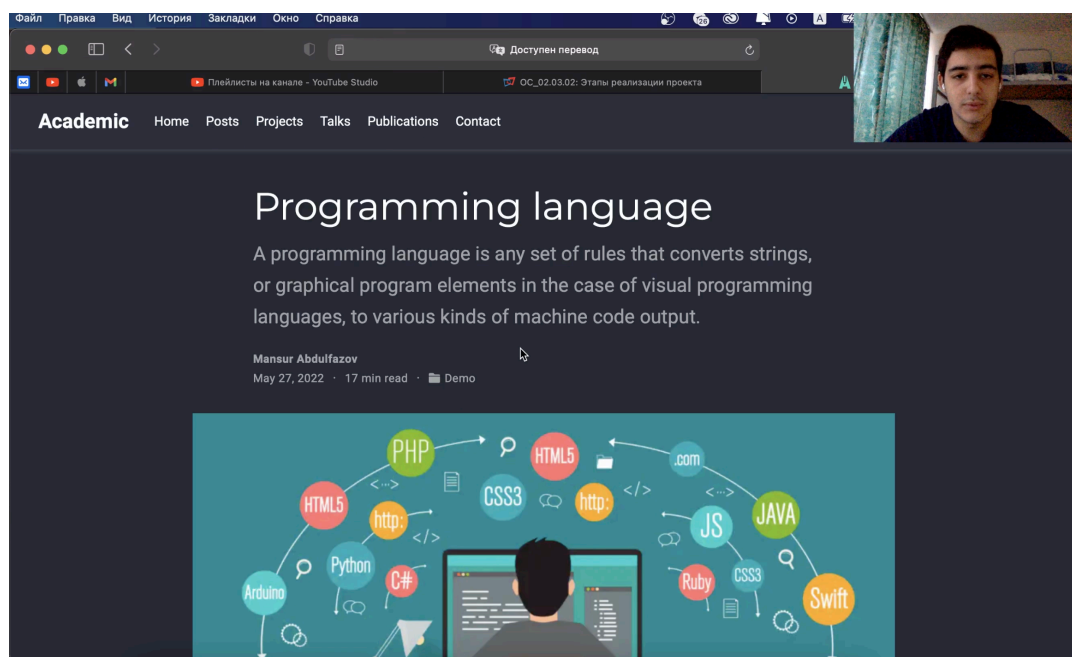 Файл Правка Вид История Закладки Окно Справка
26 A
Доступен перевод
Плейлисты на канале - YouTube Studio ОС_02.03.02: Этапы реализации проекта
Academic Home Posts Projects Talks Publications Contact
Programming language
A programming language is any set of rules that converts strings,
or graphical program elements in the case of visual programming
languages, to various kinds of machine code output.
Mansur Abdulfazov
May 27, 2022 · 17 min read · Demo
PHP
HTML5
.com
<···>
CSS3
</>
<···>
HTML5
http:
http:
JS
JAVA
</>
Python
C#
Ruby
CSS3
Arduino
Swift